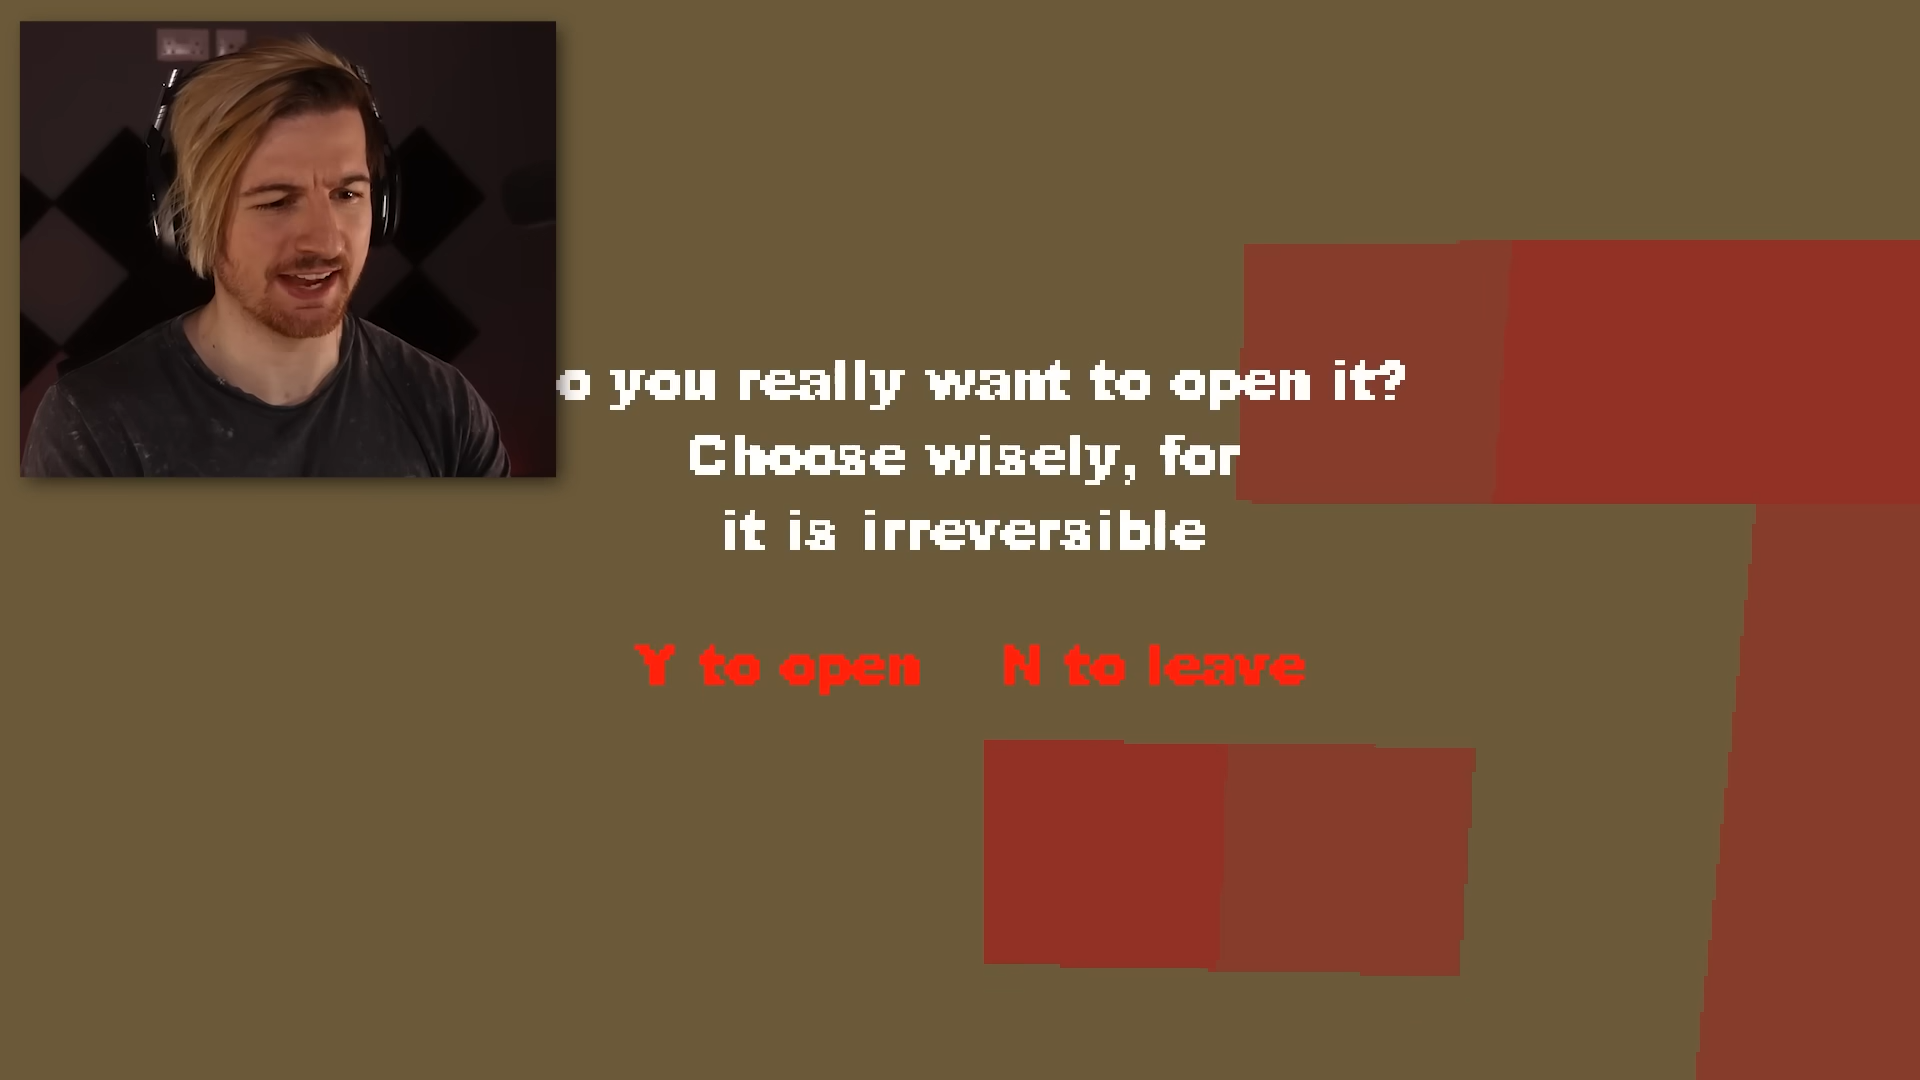 o you really want to open it?
Choose wisely, for
it is irreversible
Y to open N to leave